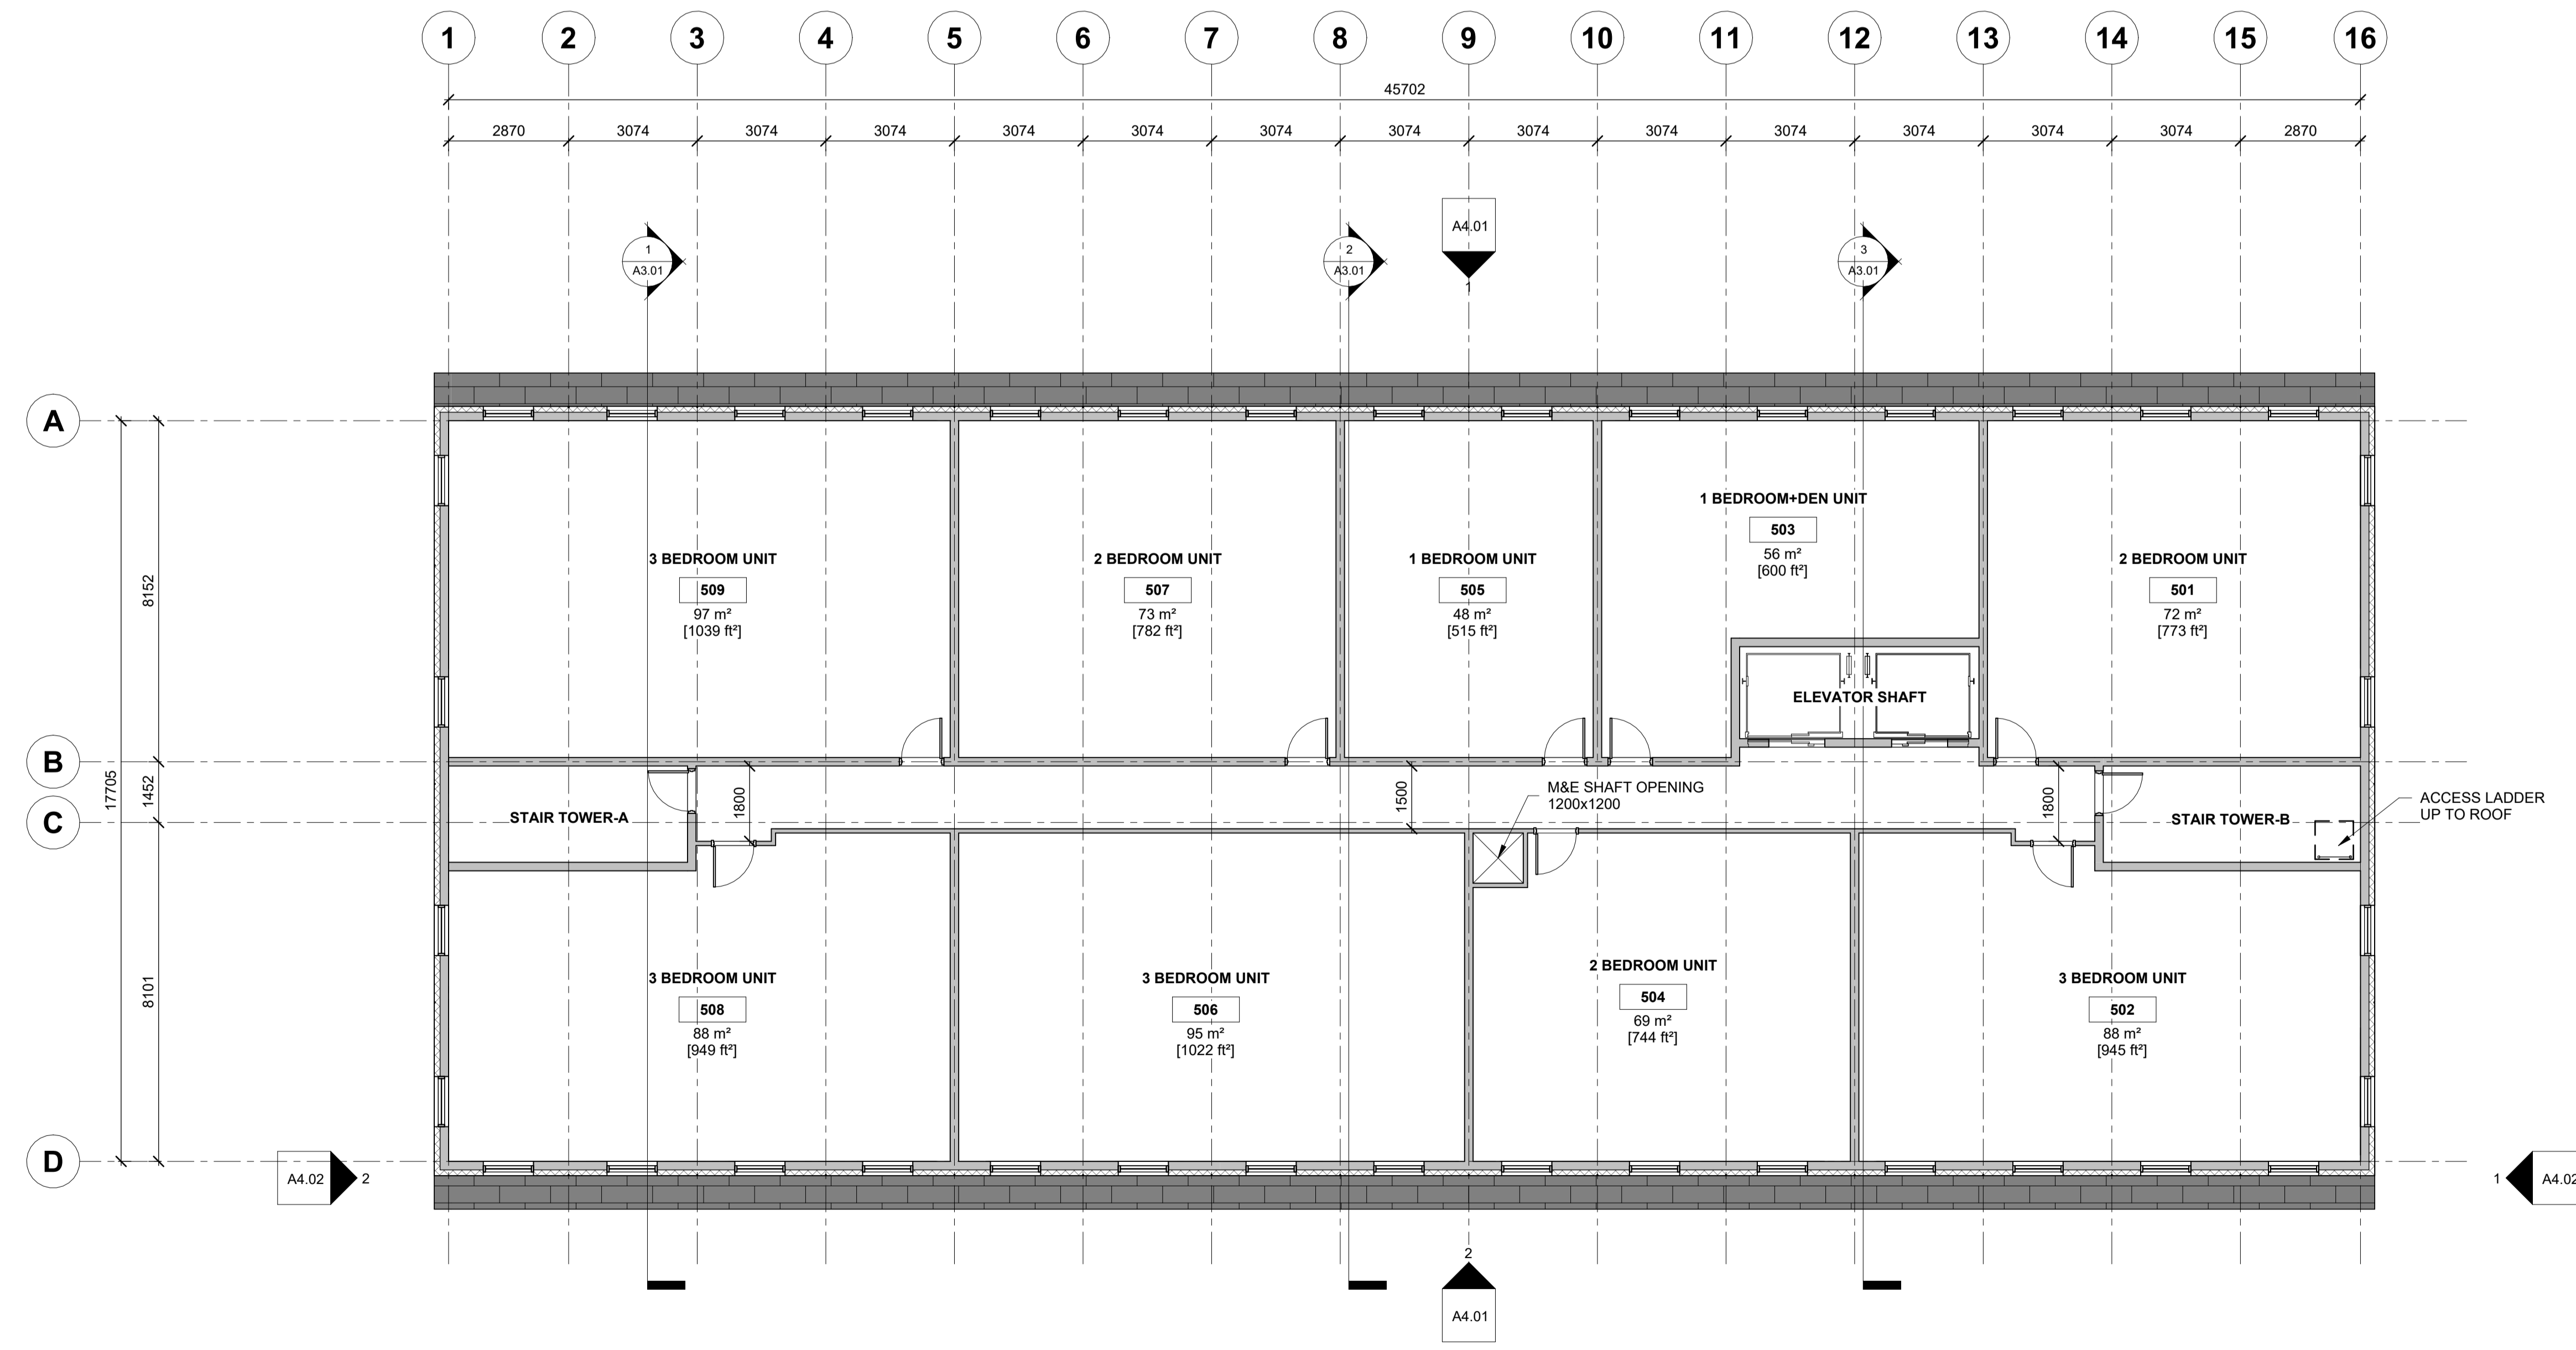 1 2 3 4 5 6 7 8 9 10 11 12 13 14 15 16
45702
2870 3074 3074 3074 3074 3074 3074 3074 3074 3074 3074 3074 3074 3074 2870
A4.01
1
1
A3.01
2
A3.01
3
A3.01
A
B
C
D
17705
8152
1452
8101
3 BEDROOM UNIT
509
97 m²
[1039 ft²]
2 BEDROOM UNIT
507
73 m²
[782 ft²]
1 BEDROOM UNIT
505
48 m²
[515 ft²]
1 BEDROOM+DEN UNIT
503
56 m²
[600 ft²]
2 BEDROOM UNIT
501
72 m²
[773 ft²]
ELEVATOR SHAFT
STAIR TOWER-A
1800
1500
M&E SHAFT OPENING
1200x1200
1800
STAIR TOWER-B
ACCESS LADDER
UP TO ROOF
3 BEDROOM UNIT
508
88 m²
[949 ft²]
3 BEDROOM UNIT
506
95 m²
[1022 ft²]
2 BEDROOM UNIT
504
69 m²
[744 ft²]
3 BEDROOM UNIT
502
88 m²
[945 ft²]
A4.02 2
1 A4.02
2
A4.01